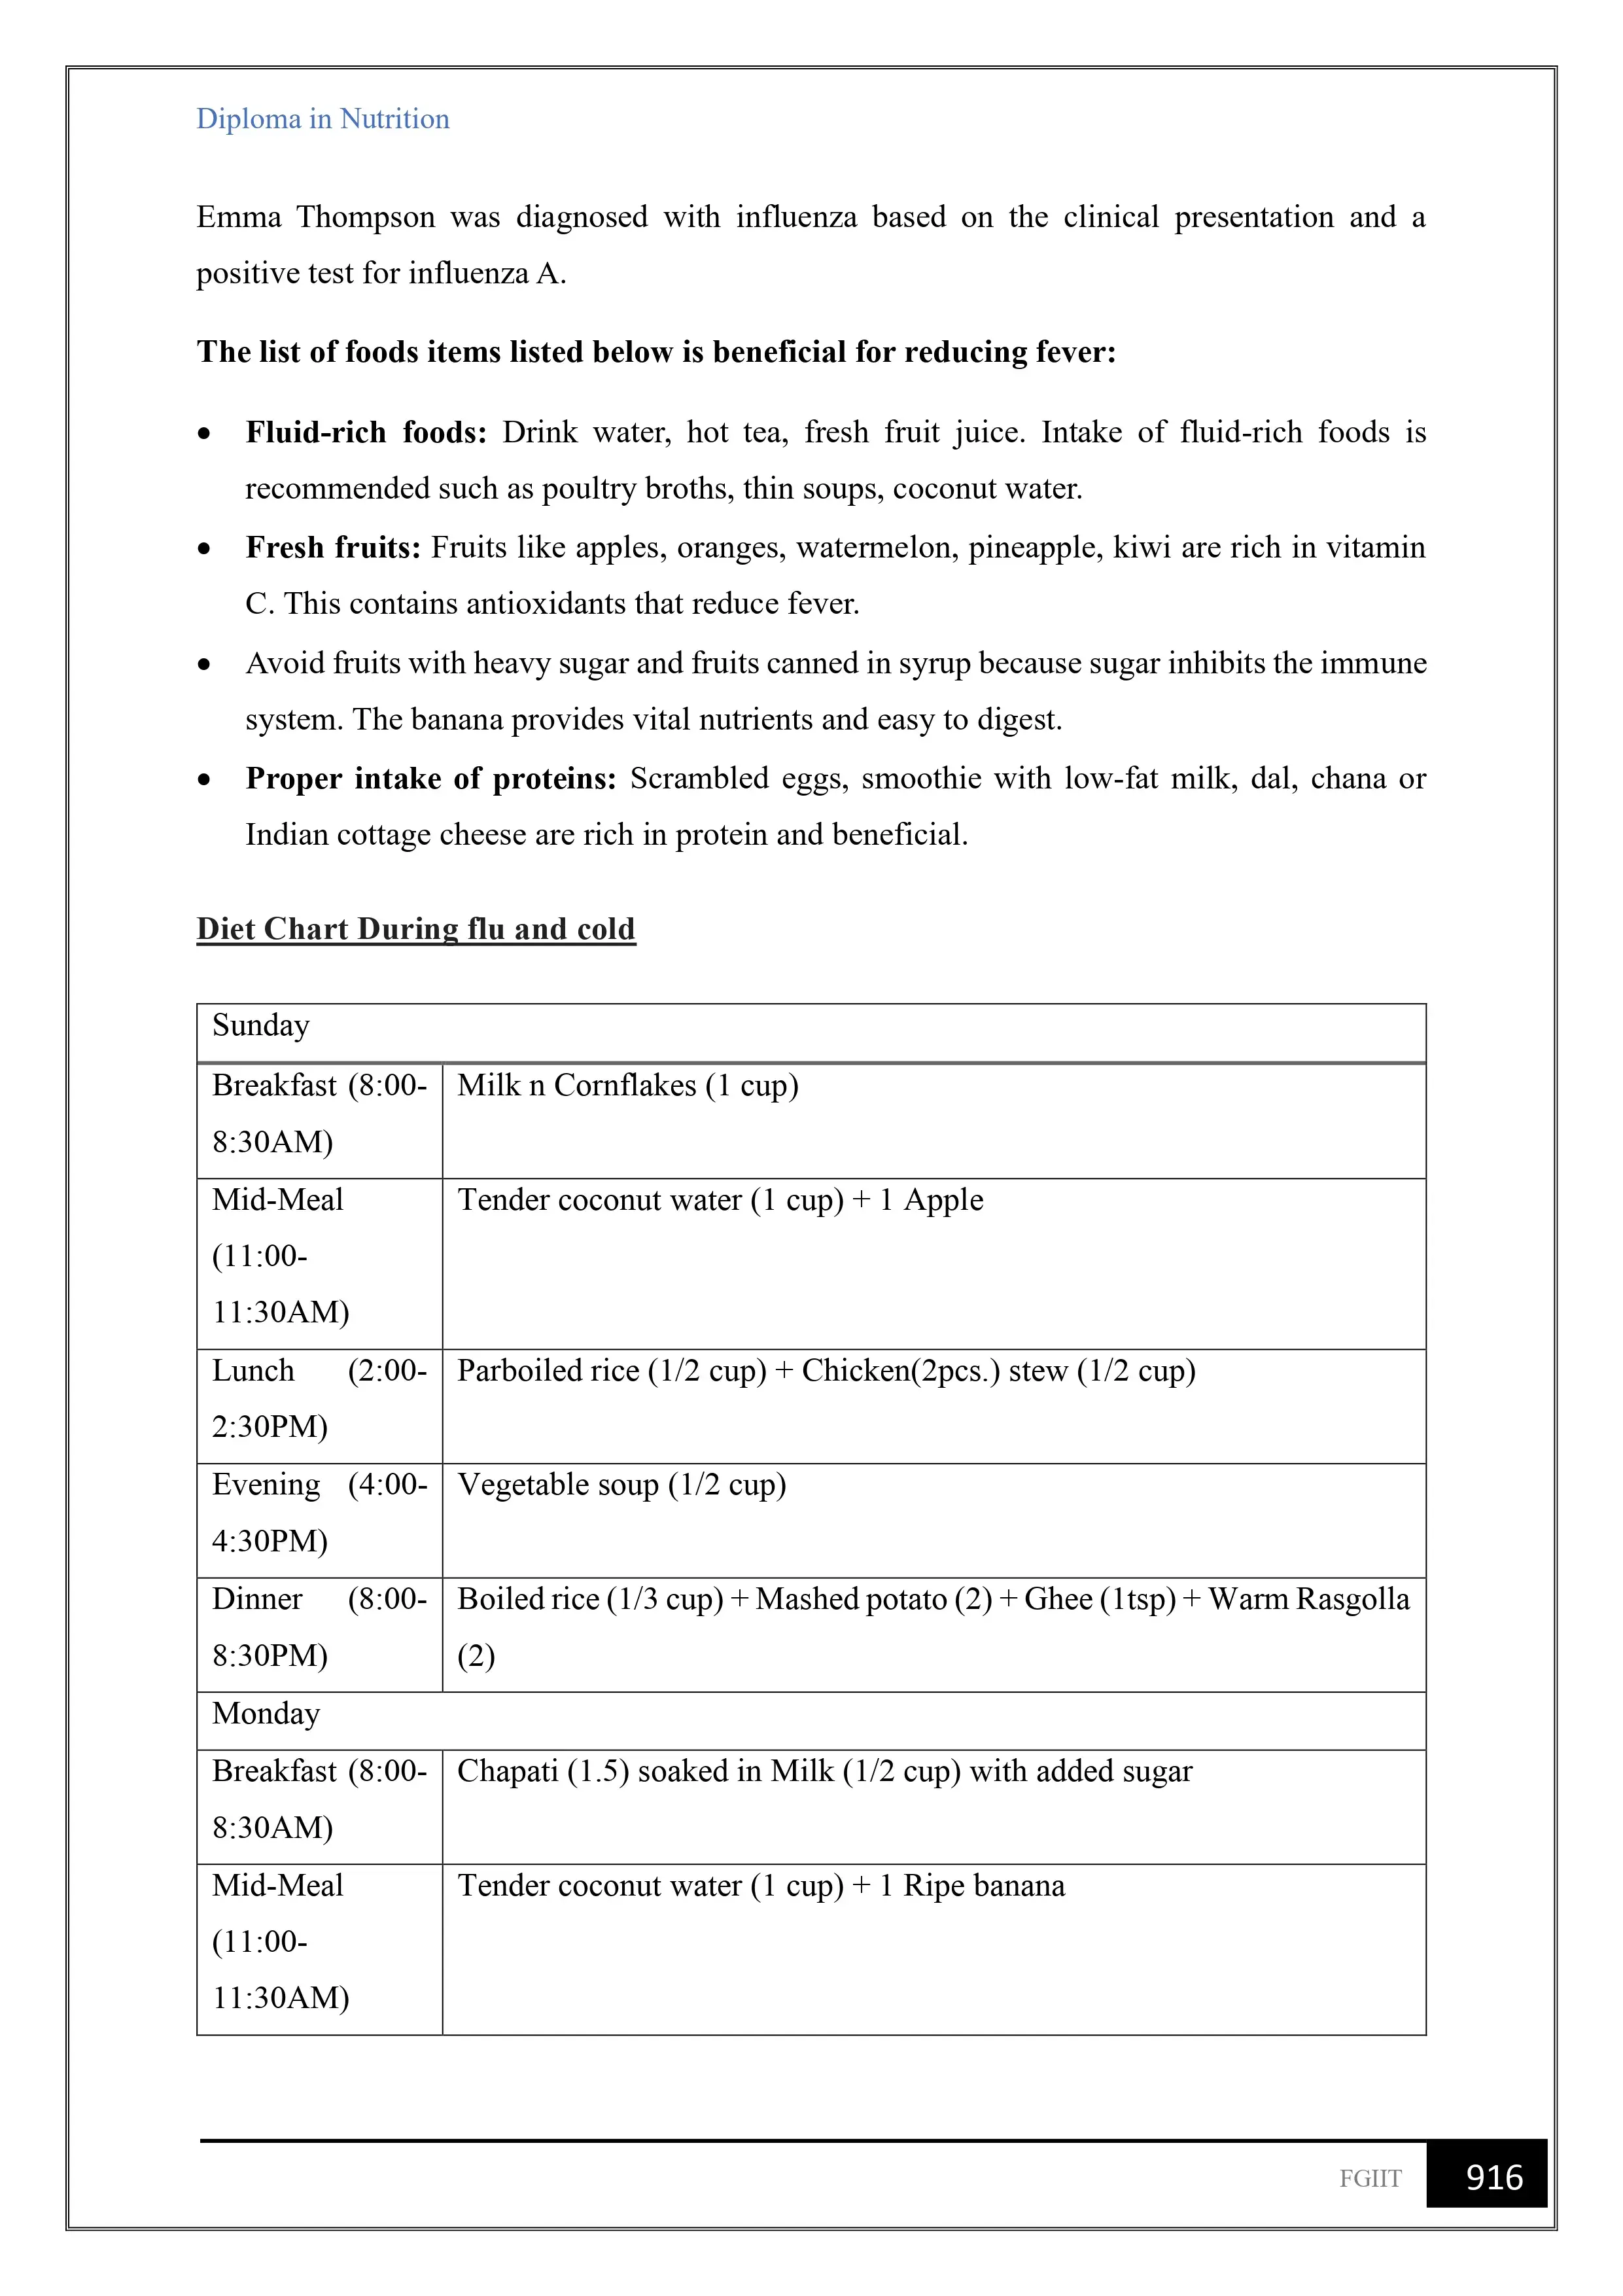 Diploma in Nutrition
Emma Thompson was diagnosed with influenza based on the clinical presentation and a
positive test for influenza A.
The list of foods items listed below is beneficial for reducing fever:
• Fluid-rich foods: Drink water, hot tea, fresh fruit juice. Intake of fluid-rich foods is
recommended such as poultry broths, thin soups, coconut water.
• Fresh fruits: Fruits like apples, oranges, watermelon, pineapple, kiwi are rich in vitamin
C. This contains antioxidants that reduce fever.
• Avoid fruits with heavy sugar and fruits canned in syrup because sugar inhibits the immune
system. The banana provides vital nutrients and easy to digest.
• Proper intake of proteins: Scrambled eggs, smoothie with low-fat milk, dal, chana or
Indian cottage cheese are rich in protein and beneficial.
Diet Chart During flu and cold
Sunday
Breakfast (8:00-
8:30AM)
Milk n Cornflakes (1 cup)
Mid-Meal
(11:00-
11:30AM)
Tender coconut water (1 cup) + 1 Apple
Lunch (2:00-
2:30PM)
Parboiled rice (1/2 cup) + Chicken(2pcs.) stew (1/2 cup)
Evening (4:00-
4:30PM)
Vegetable soup (1/2 cup)
Dinner (8:00-
8:30PM)
Boiled rice (1/3 cup) + Mashed potato (2) + Ghee (1tsp) + Warm Rasgolla
(2)
Monday
Breakfast (8:00-
8:30AM)
Chapati (1.5) soaked in Milk (1/2 cup) with added sugar
Mid-Meal
(11:00-
11:30AM)
Tender coconut water (1 cup) + 1 Ripe banana
FGIIT 916